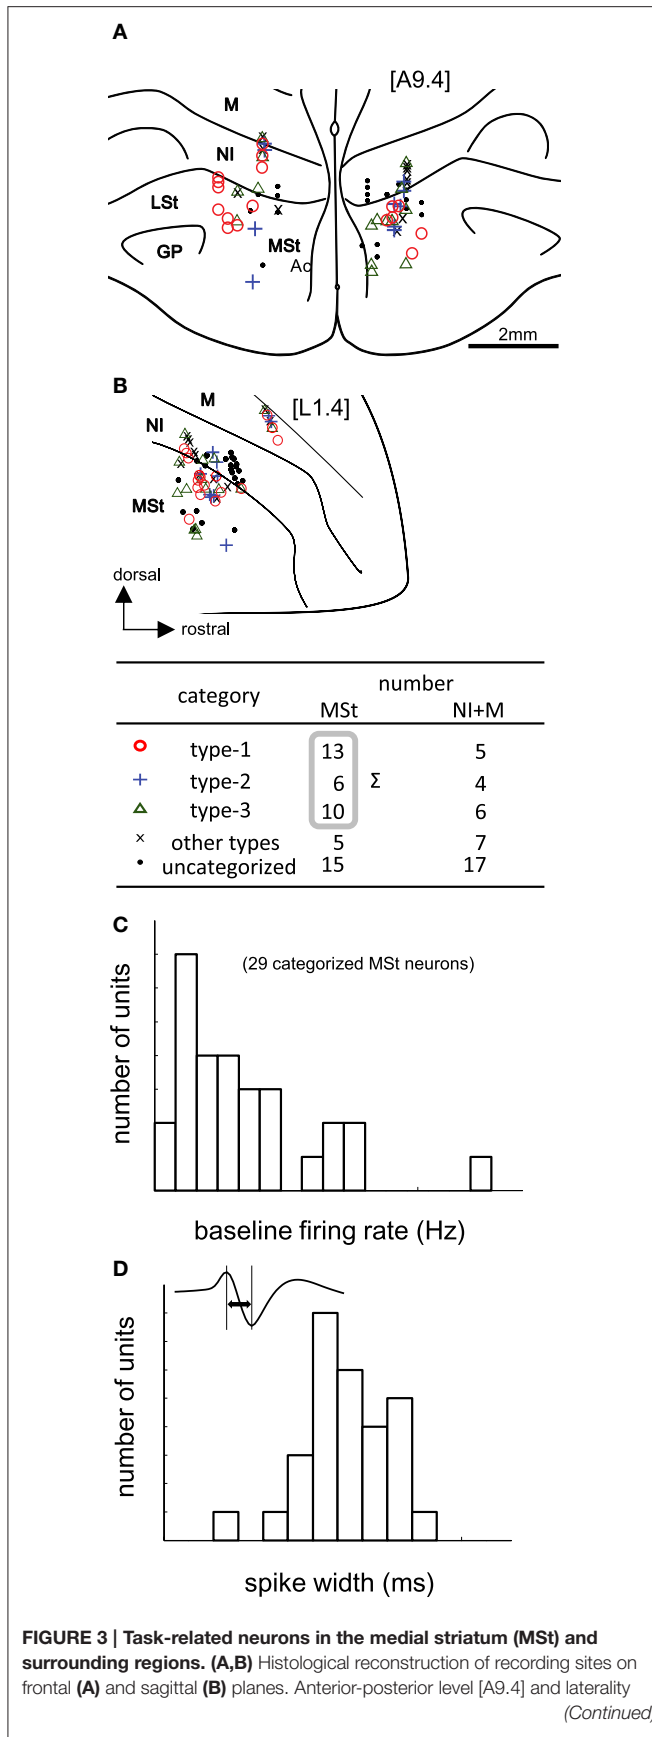 A
[A9.4]
M
NI
LSt
GP
MSt
Ac
2mm
B
M
[L1.4]
NI
MSt
dorsal
rostral
number
category
MSt NI+M
type-1 13 5
type-2 6 Σ 4
type-3 10 6
other types 5 7
uncategorized 15 17
C
(29 categorized MSt neurons)
number of units
baseline firing rate (Hz)
D
number of units
spike width (ms)
FIGURE 3 | Task-related neurons in the medial striatum (MSt) and
surrounding regions. (A,B) Histological reconstruction of recording sites on
frontal (A) and sagittal (B) planes. Anterior-posterior level [A9.4] and laterality
(Continued)